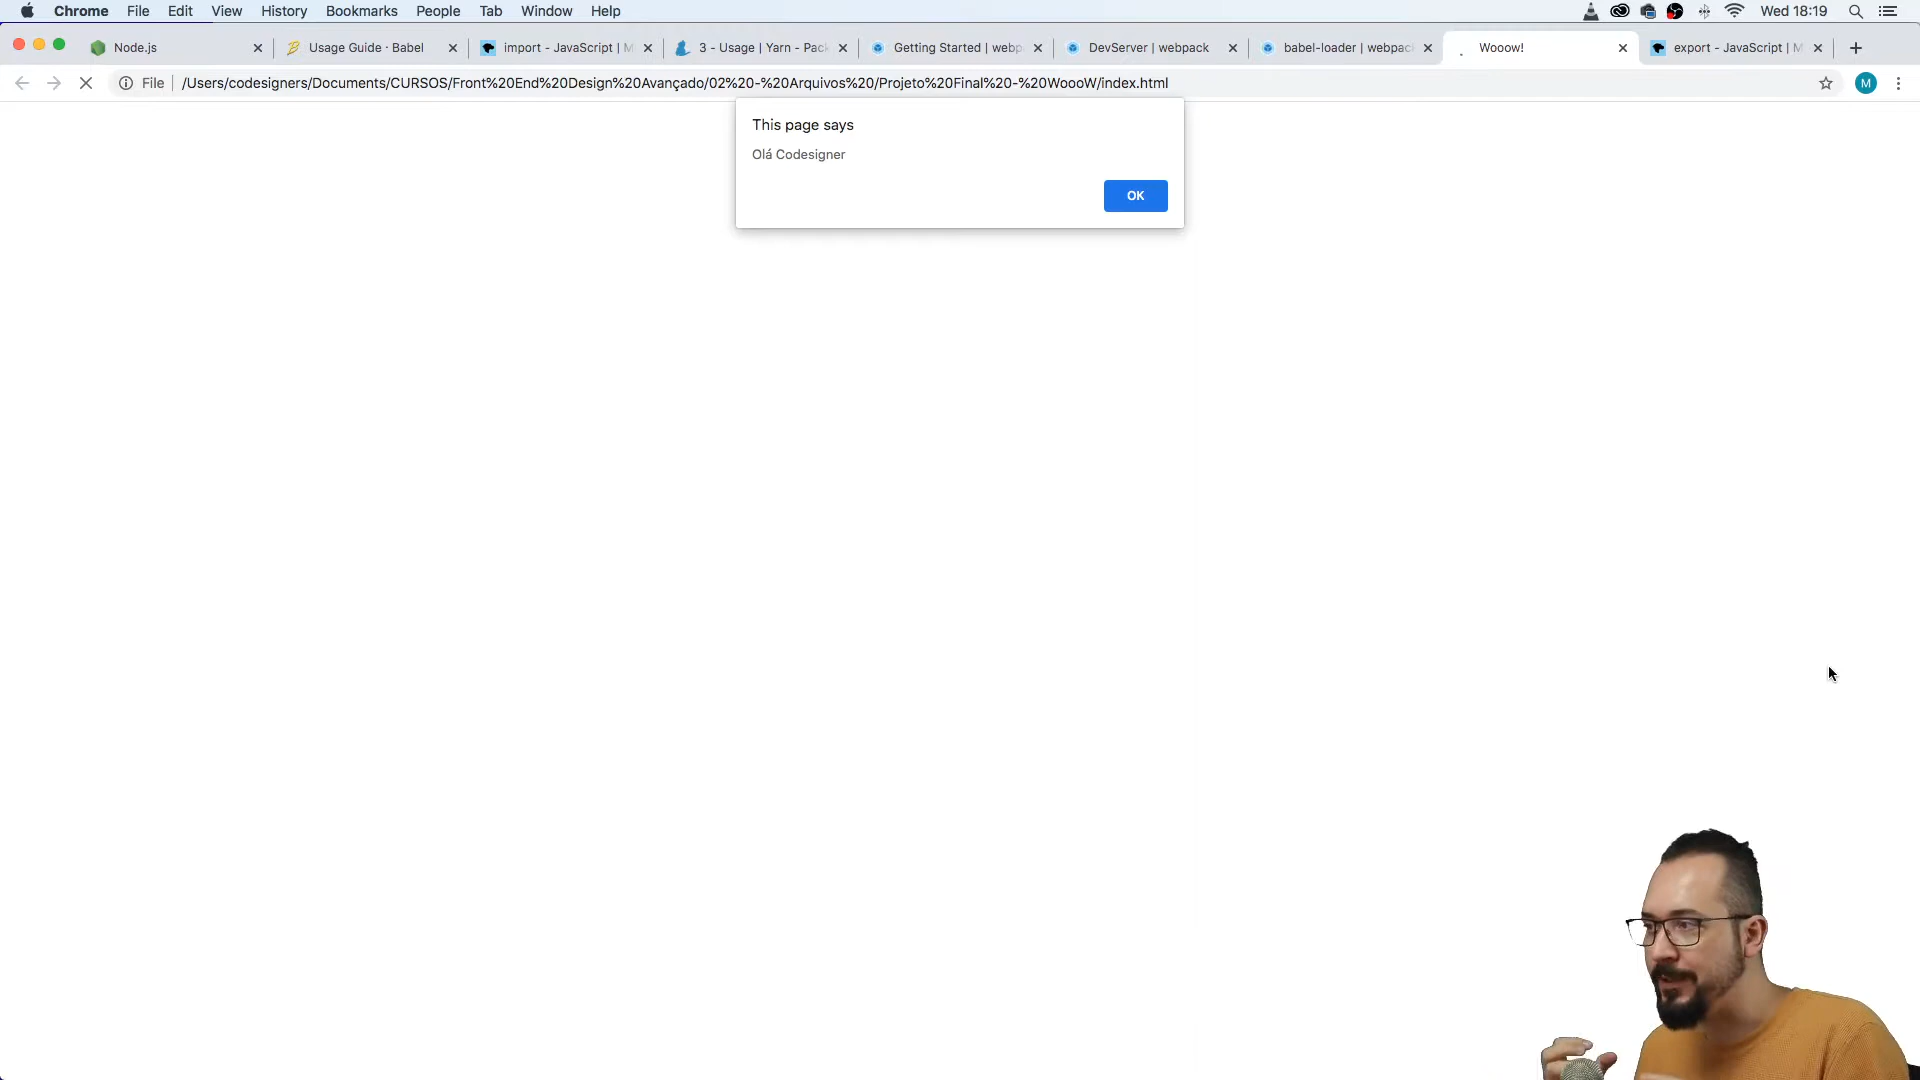 Chrome File Edit View History Bookmarks People Tab Window Help Wed 18:19
Node.js Usage Guide · Babel import - JavaScript | M 3 - Usage | Yarn - Pack Getting Started | webp DevServer | webpack babel-loader | webpac Wooow! export - JavaScript | M
File /Users/codesigners/Documents/CURSOS/Front%20End%20Design%20Avançado/02%20-%20Arquivos%20/Projeto%20Final%20-%20WoooW/index.html M
This page says
Olá Codesigner
OK